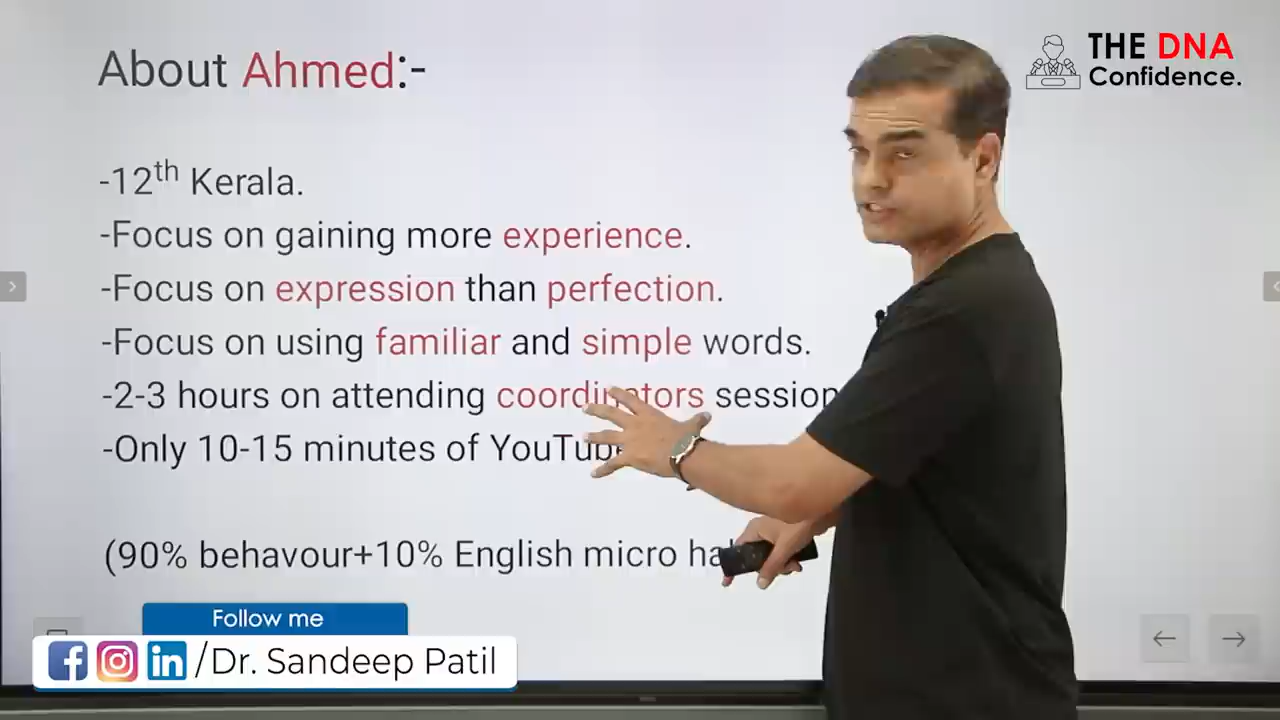 About Ahmed:-
THE DNA
Confidence.
-12th Kerala.
-Focus on gaining more experience.
-Focus on expression than perfection.
-Focus on using familiar and simple words.
-2-3 hours on attending coordinators session
-Only 10-15 minutes of YouTube
(90% behavour+10% English micro
Follow me
/Dr. Sandeep Patil